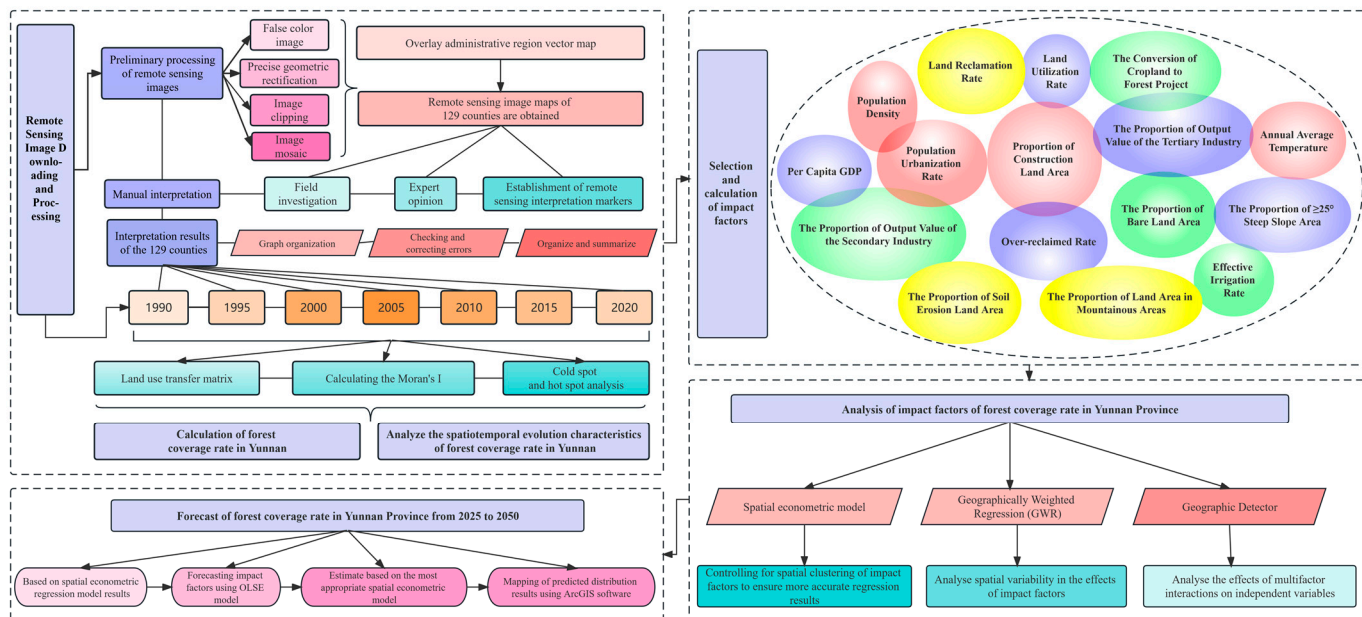 Remote
Sensing
Image D
ownlo-
ading
and Proc-
essing
Preliminary processing
of remote sensing
images
False color
image
Precise geometric
rectification
Image
clipping
Image
mosaic
Overlay administrative region vector map
Remote sensing image maps of
129 counties are obtained
Manual interpretation
Field
investigation
Expert
opinion
Establishment of remote
sensing interpretation markers
Interpretation results
of the 129 counties
Graph organization
Checking and
correcting errors
Organize and summarize
1990
1995
2000
2005
2010
2015
2020
Land use transfer matrix
Calculating the Moran's I
Cold spot
and hot spot analysis
Calculation of forest
coverage rate in Yunnan
Analyze the spatiotemporal evolution characteristics
of forest coverage rate in Yunnan
Selection
and
calculation
of impact
factors
Land Reclamation
Rate
Land
Utilization
Rate
The Conversion of
Cropland to
Forest Project
Population
Density
Population
Urbanization
Rate
Proportion of
Construction
Land Area
The Proportion of Output
Value of the Tertiary Industry
Annual Average
Temperature
Per Capita GDP
The Proportion of Output Value of
the Secondary Industry
Over-reclaimed Rate
The Proportion of
Bare Land Area
The Proportion of ≥25°
Steep Slope Area
Effective
Irrigation
Rate
The Proportion of Soil
Erosion Land Area
The Proportion of Land Area in
Mountainous Areas
Analysis of impact factors of forest coverage rate in Yunnan Province
Spatial econometric model
Geographically Weighted
Regression (GWR)
Geographic Detector
Controlling for spatial clustering of impact
factors to ensure more accurate regression
results
Analyse spatial variability in the effects
of impact factors
Analyse the effects of multifactor
interactions on independent variables
Forecast of forest coverage rate in Yunnan Province from 2025 to 2050
Based on spatial econometric
regression model results
Forecasting impact
factors using OLSE
model
Estimate based on the most
appropriate spatial econometric
model
Mapping of predicted distribution
results using ArcGIS software